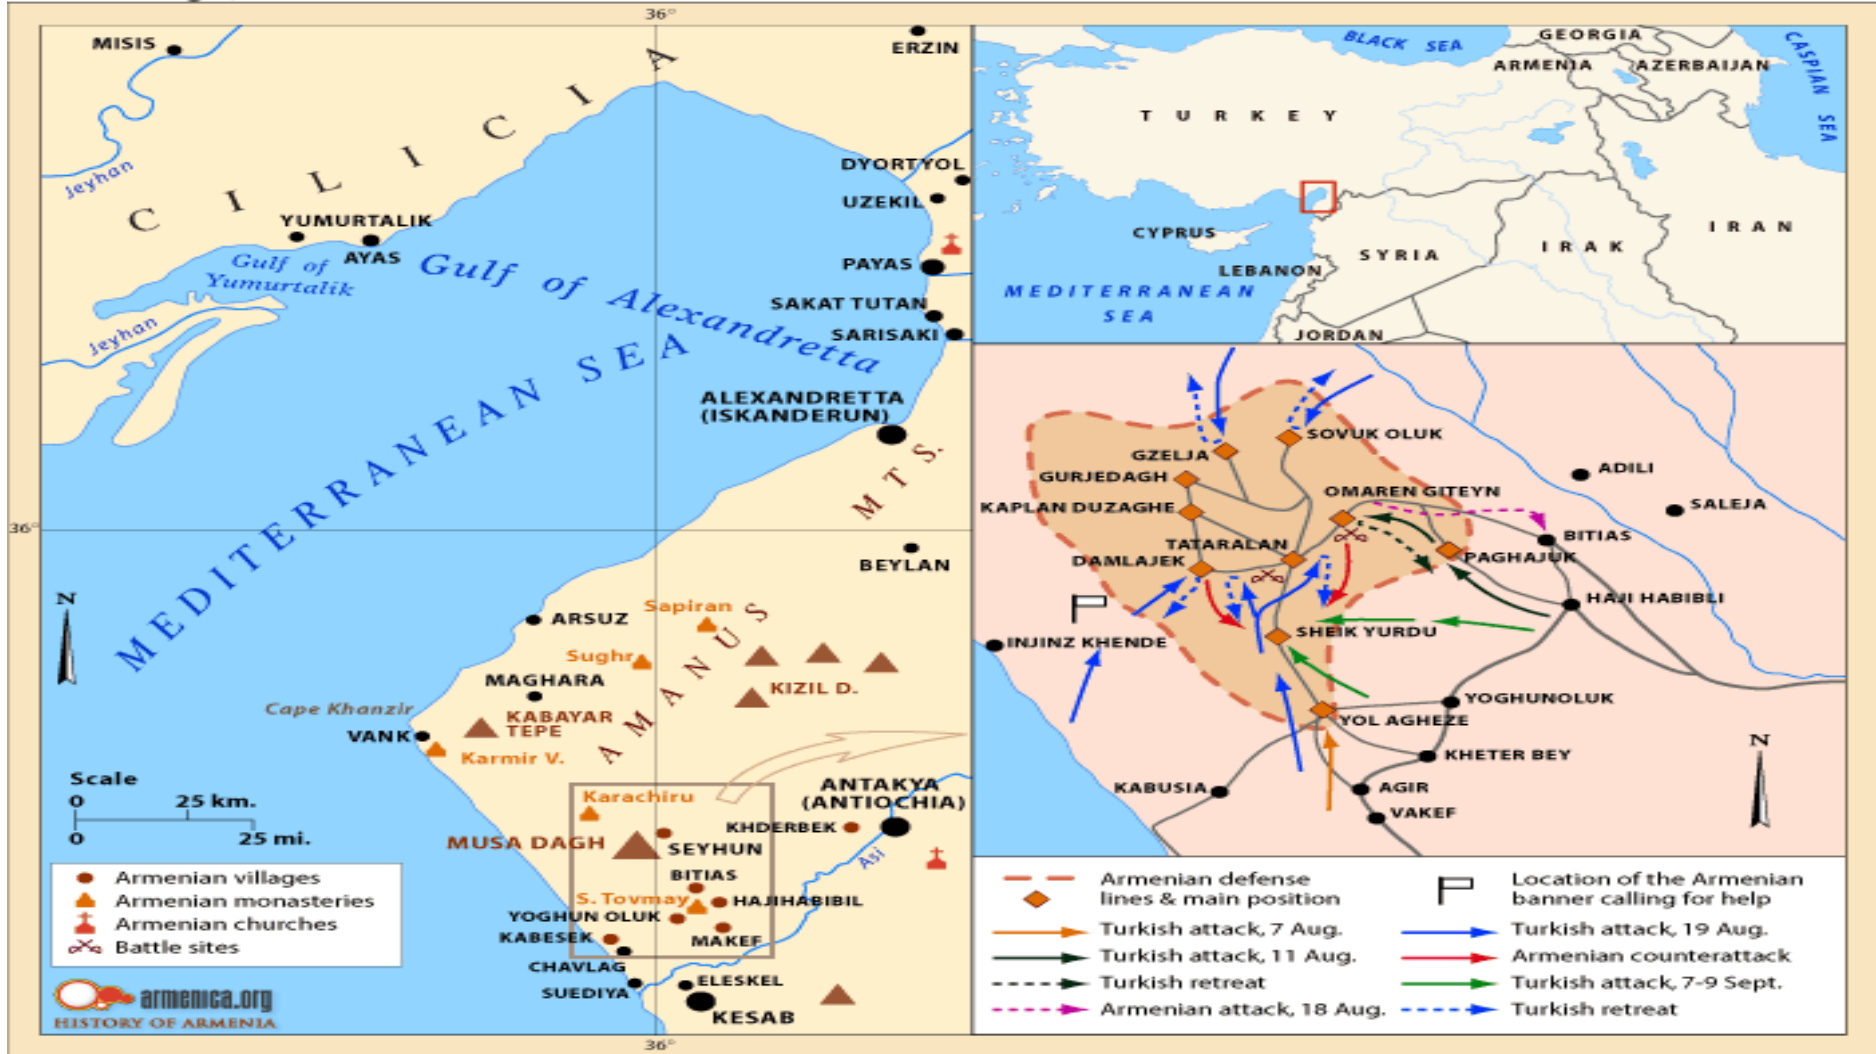 36°
MISIS
ERZIN
CILICIA
Jeyhan
DYORTYOL
UZEKIL
YUMURTALIK
AYAS
Gulf of
Yumurtalik
Gulf of Alexandretta
PAYAS
SAKAT TUTAN
SARISAKI
Jeyhan
MEDITERRANEAN SEA
ALEXANDRETTA
(ISKANDERUN)
AMANUS MTS.
36°
BEYLAN
N
ARSUZ
Sapiran
Sughr
MAGHARA
KIZIL D.
Cape Khanzir
KABAYAR
TEPE
VANK
Karmir V.
Scale
0 25 km.
0 25 mi.
Karachiru
ANTAKYA
(ANTIOCHIA)
KHDERBEK
MUSA DAGH
SEYHUN
Asi
BITIAS
S. Tovmay
HAJIHABIBIL
YOGHUN OLUK
KABESEK
MAKEF
CHAVLAG
SUEDIYA
ELESKEL
KESAB
36°
Armenian villages
Armenian monasteries
Armenian churches
Battle sites
armenica.org
HISTORY OF ARMENIA
BLACK SEA
GEORGIA
CASPIAN SEA
ARMENIA
AZERBAIJAN
TURKEY
CYPRUS
SYRIA
IRAK
IRAN
LEBANON
MEDITERRANEAN
SEA
JORDAN
SOVUK OLUK
GZELJA
GURJEDAGH
ADILI
OMAREN GITEYN
SALEJA
KAPLAN DUZAGHE
BITIAS
TATARALAN
PAGHAJUK
DAMLAJEK
HAJI HABIBLI
INJINZ KHENDE
SHEIK YURDU
YOGHUNOLUK
YOL AGHEZE
KHETER BEY
N
KABUSIA
AGIR
VAKEF
Armenian defense
lines & main position
Turkish attack, 7 Aug.
Turkish attack, 11 Aug.
Turkish retreat
Armenian attack, 18 Aug.
Location of the Armenian
banner calling for help
Turkish attack, 19 Aug.
Armenian counterattack
Turkish attack, 7-9 Sept.
Turkish retreat